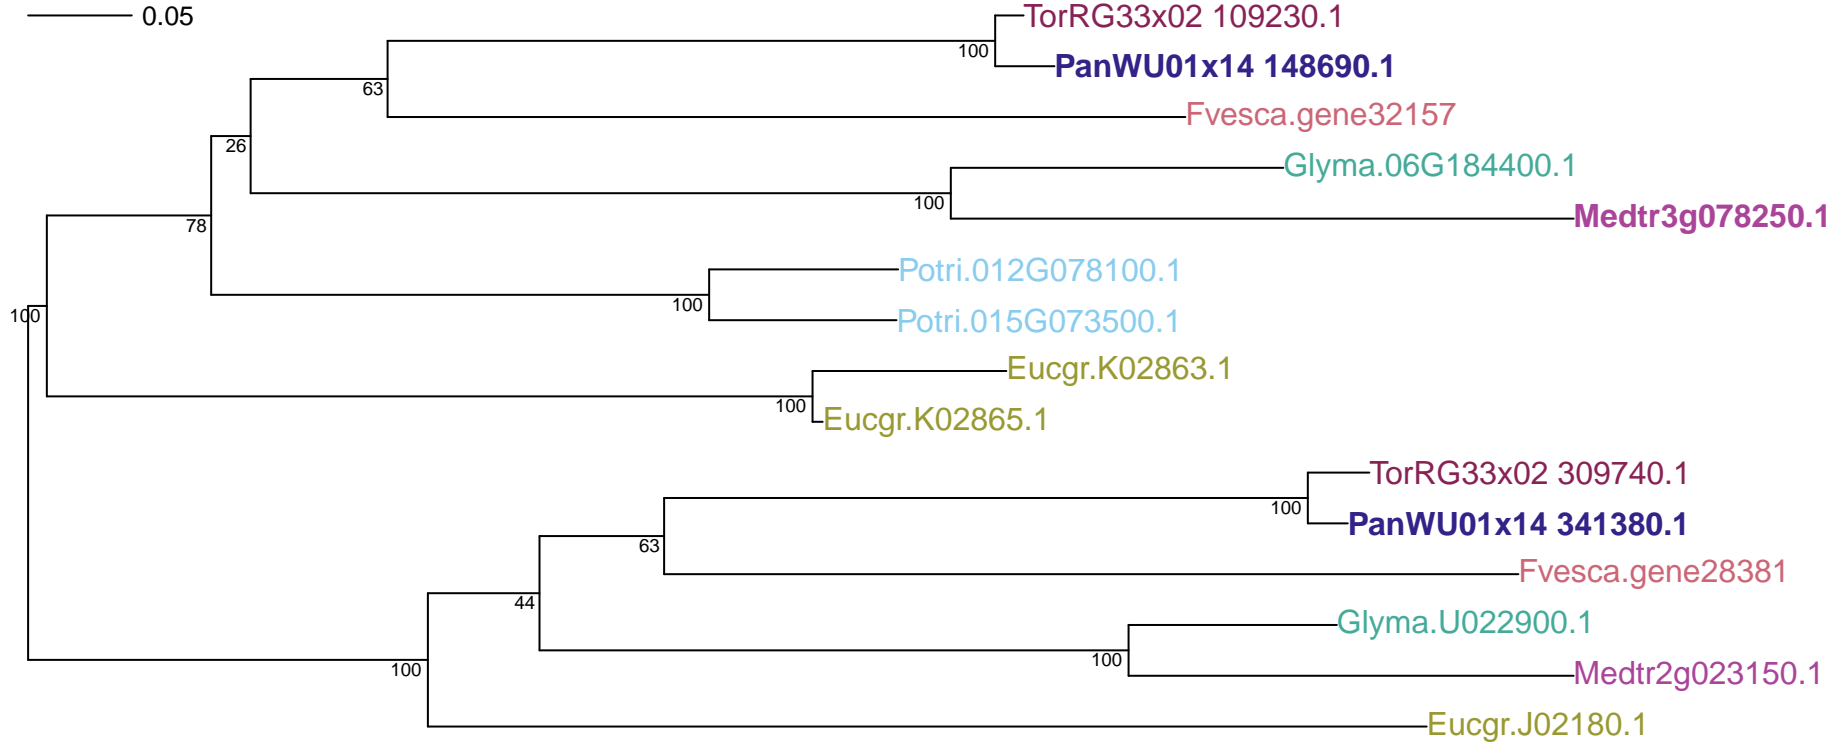 0.05
TorRG33x02 109230.1
100
PanWU01x14 148690.1
63
Fvesca.gene32157
26
Glyma.06G184400.1
100
Medtr3g078250.1
78
Potri.012G078100.1
100
Potri.015G073500.1
100
Eucgr.K02863.1
100
Eucgr.K02865.1
TorRG33x02 309740.1
100
PanWU01x14 341380.1
63
Fvesca.gene28381
44
Glyma.U022900.1
100
Medtr2g023150.1
100
Eucgr.J02180.1